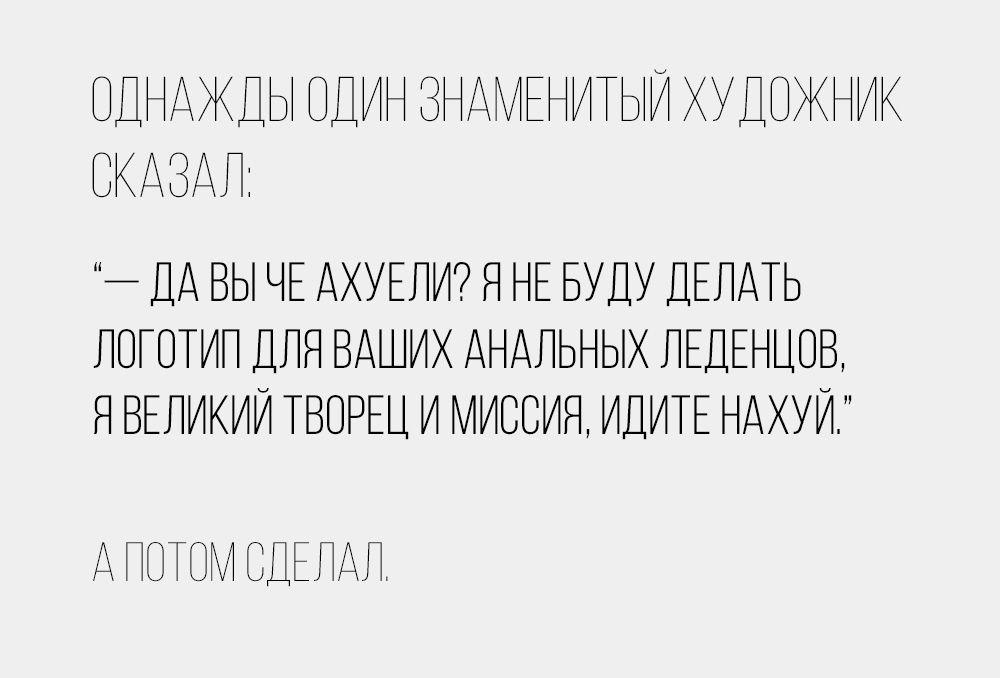 ОДНАЖДЫ ОДИН ЗНАМЕНИТЫЙ ХУДОЖНИК
СКАЗАЛ:
“— ДА ВЫ ЧЕ АХУЕЛИ? Я НЕ БУДУ ДЕЛАТЬ
ЛОГОТИП ДЛЯ ВАШИХ АНАЛЬНЫХ ЛЕДЕНЦОВ,
Я ВЕЛИКИЙ ТВОРЕЦ И МИССИЯ, ИДИТЕ НАХУЙ.”
А ПОТОМ СДЕЛАЛ.